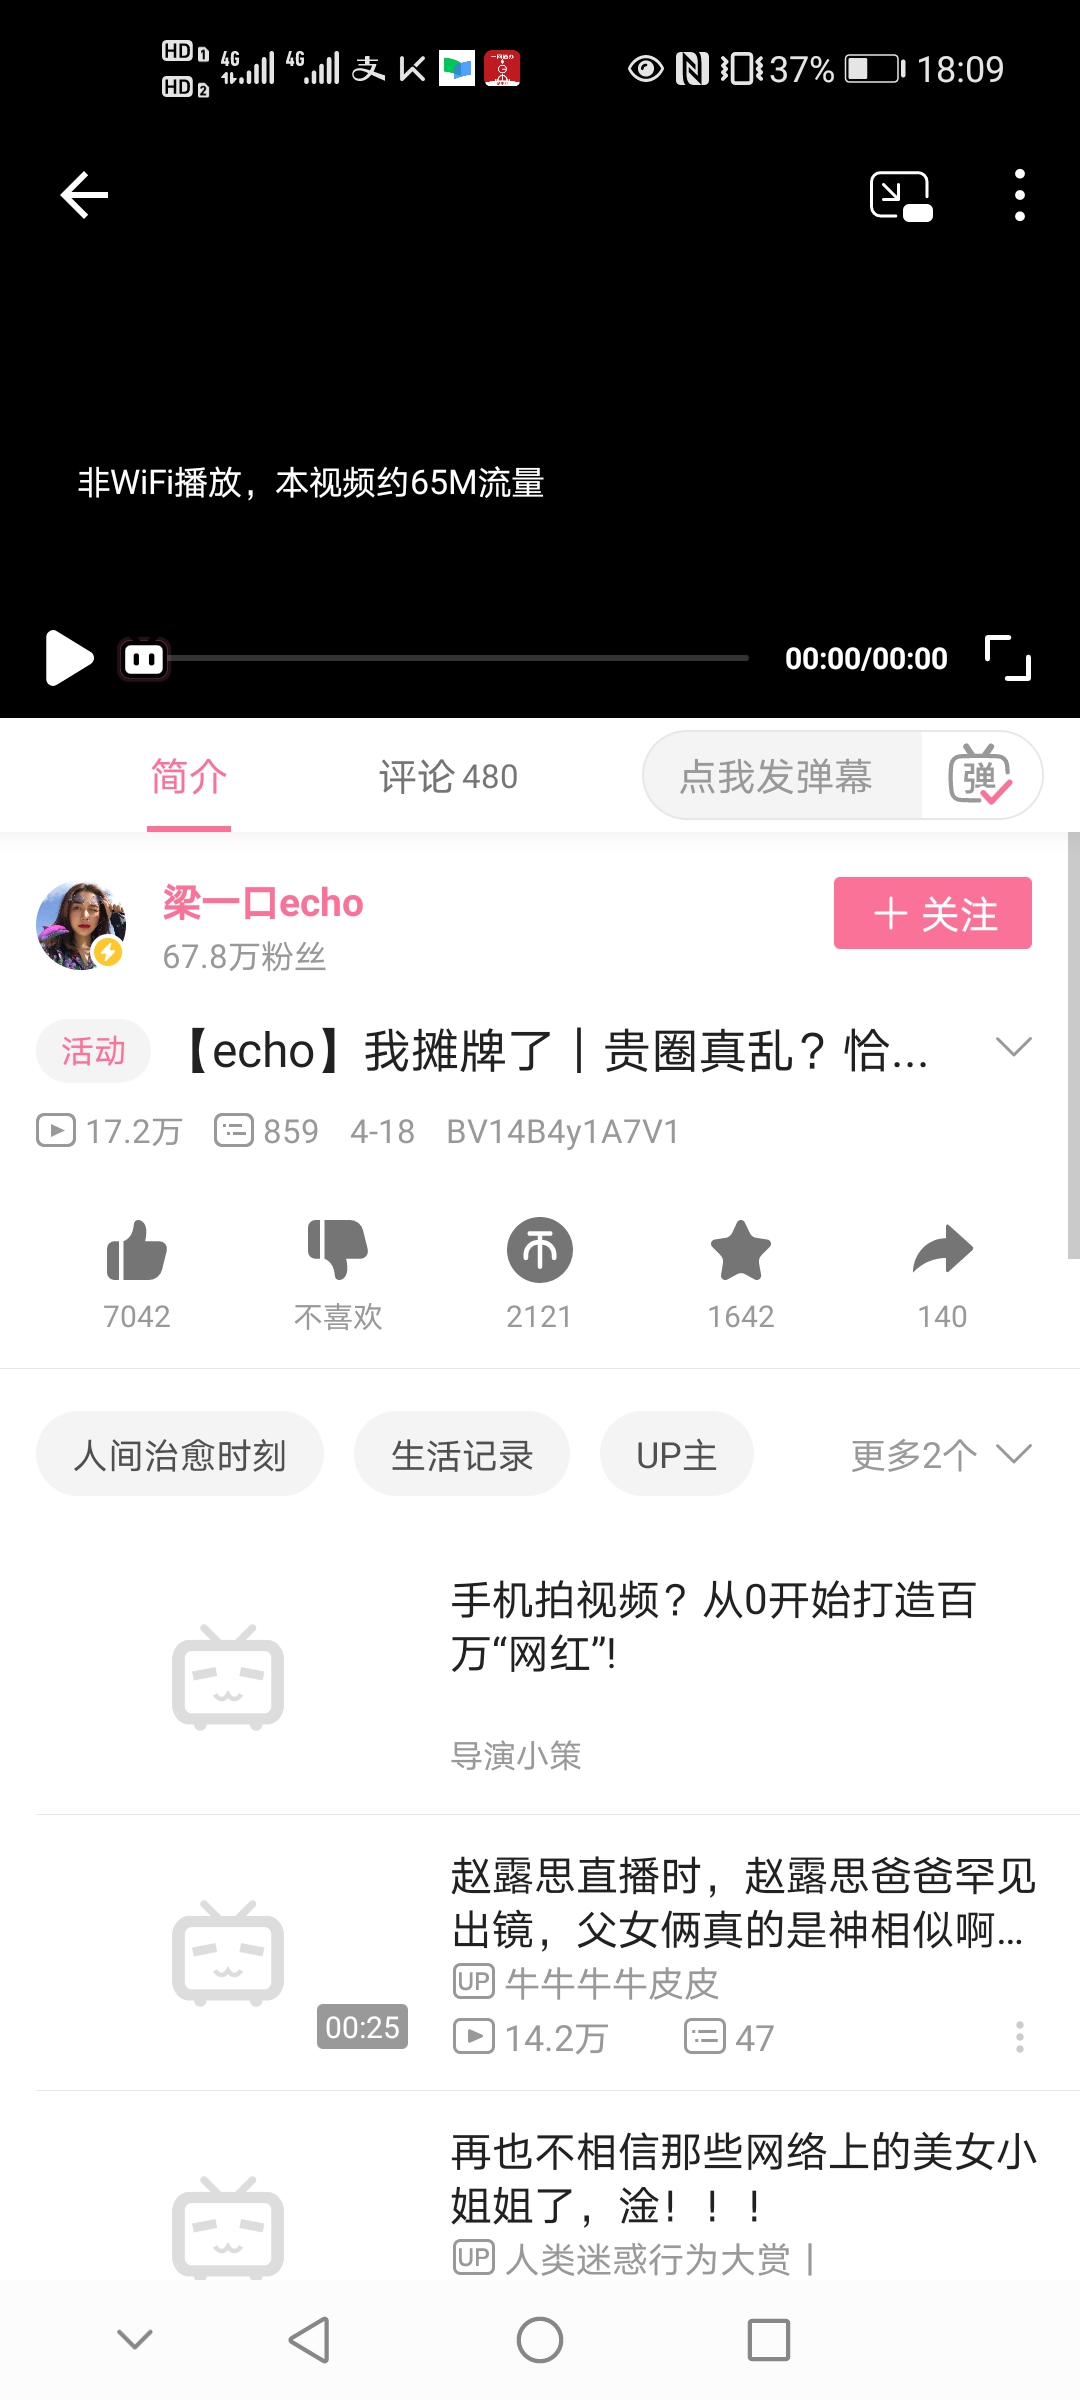 HD 1 4G 4G 支 K 37% 18:09
HD 2
非WiFi播放，本视频约65M流量
00:00/00:00
简介 评论 480 点我发弹幕 弹
梁一口echo
67.8万粉丝
+ 关注
活动 【echo】我摊牌了｜贵圈真乱？恰...
17.2万 859 4-18 BV14B4y1A7V1
7042 不喜欢 2121 1642 140
人间治愈时刻 生活记录 UP主 更多2个
手机拍视频？从0开始打造百
万“网红”!
导演小策
赵露思直播时，赵露思爸爸罕见
出镜，父女俩真的是神相似啊...
UP 牛牛牛牛皮皮
00:25
14.2万 47
再也不相信那些网络上的美女小
姐姐了，淦！！！
UP 人类迷惑行为大赏丨